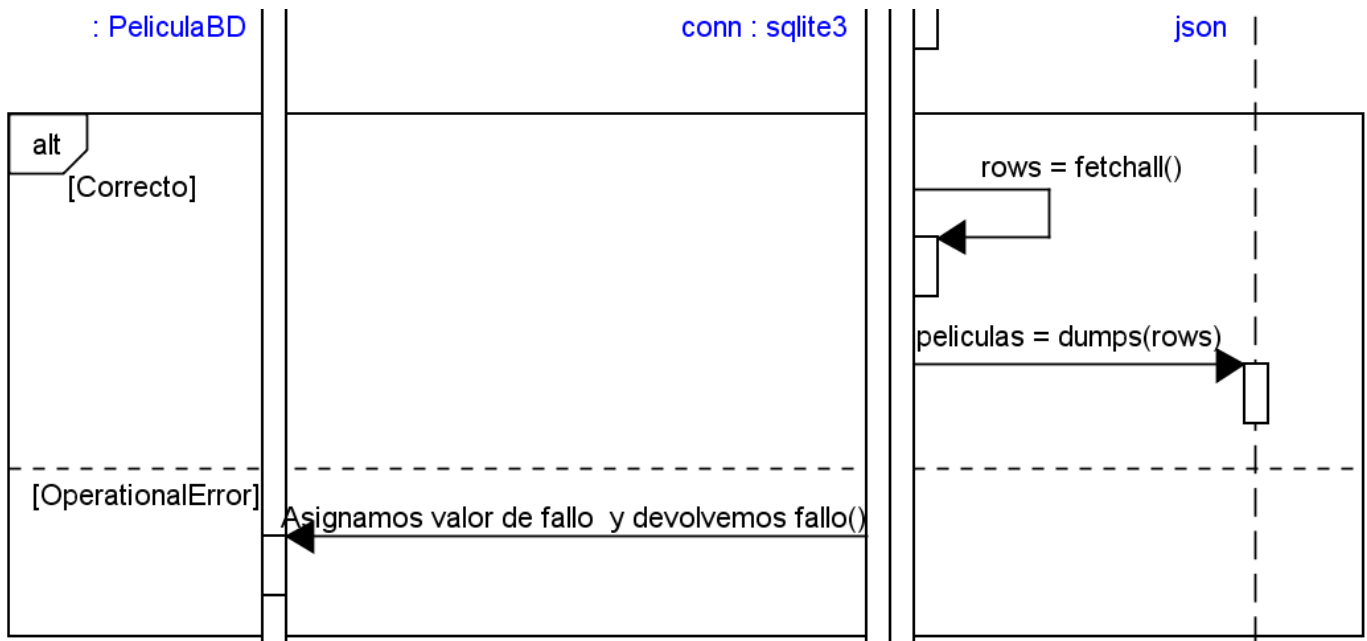 : PeliculaBD
conn : sqlite3
json
alt
[Correcto]
rows = fetchall()
peliculas = dumps(rows)
[OperationalError]
Asignamos valor de fallo  y devolvemos fallo()